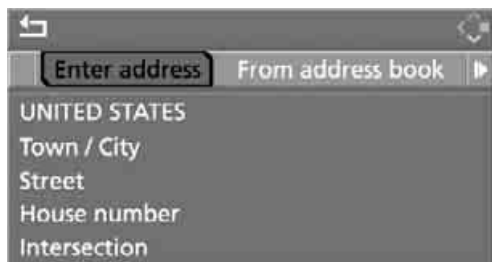 Enter address From address book
UNITED STATES
Town / City
Street
House number
Intersection